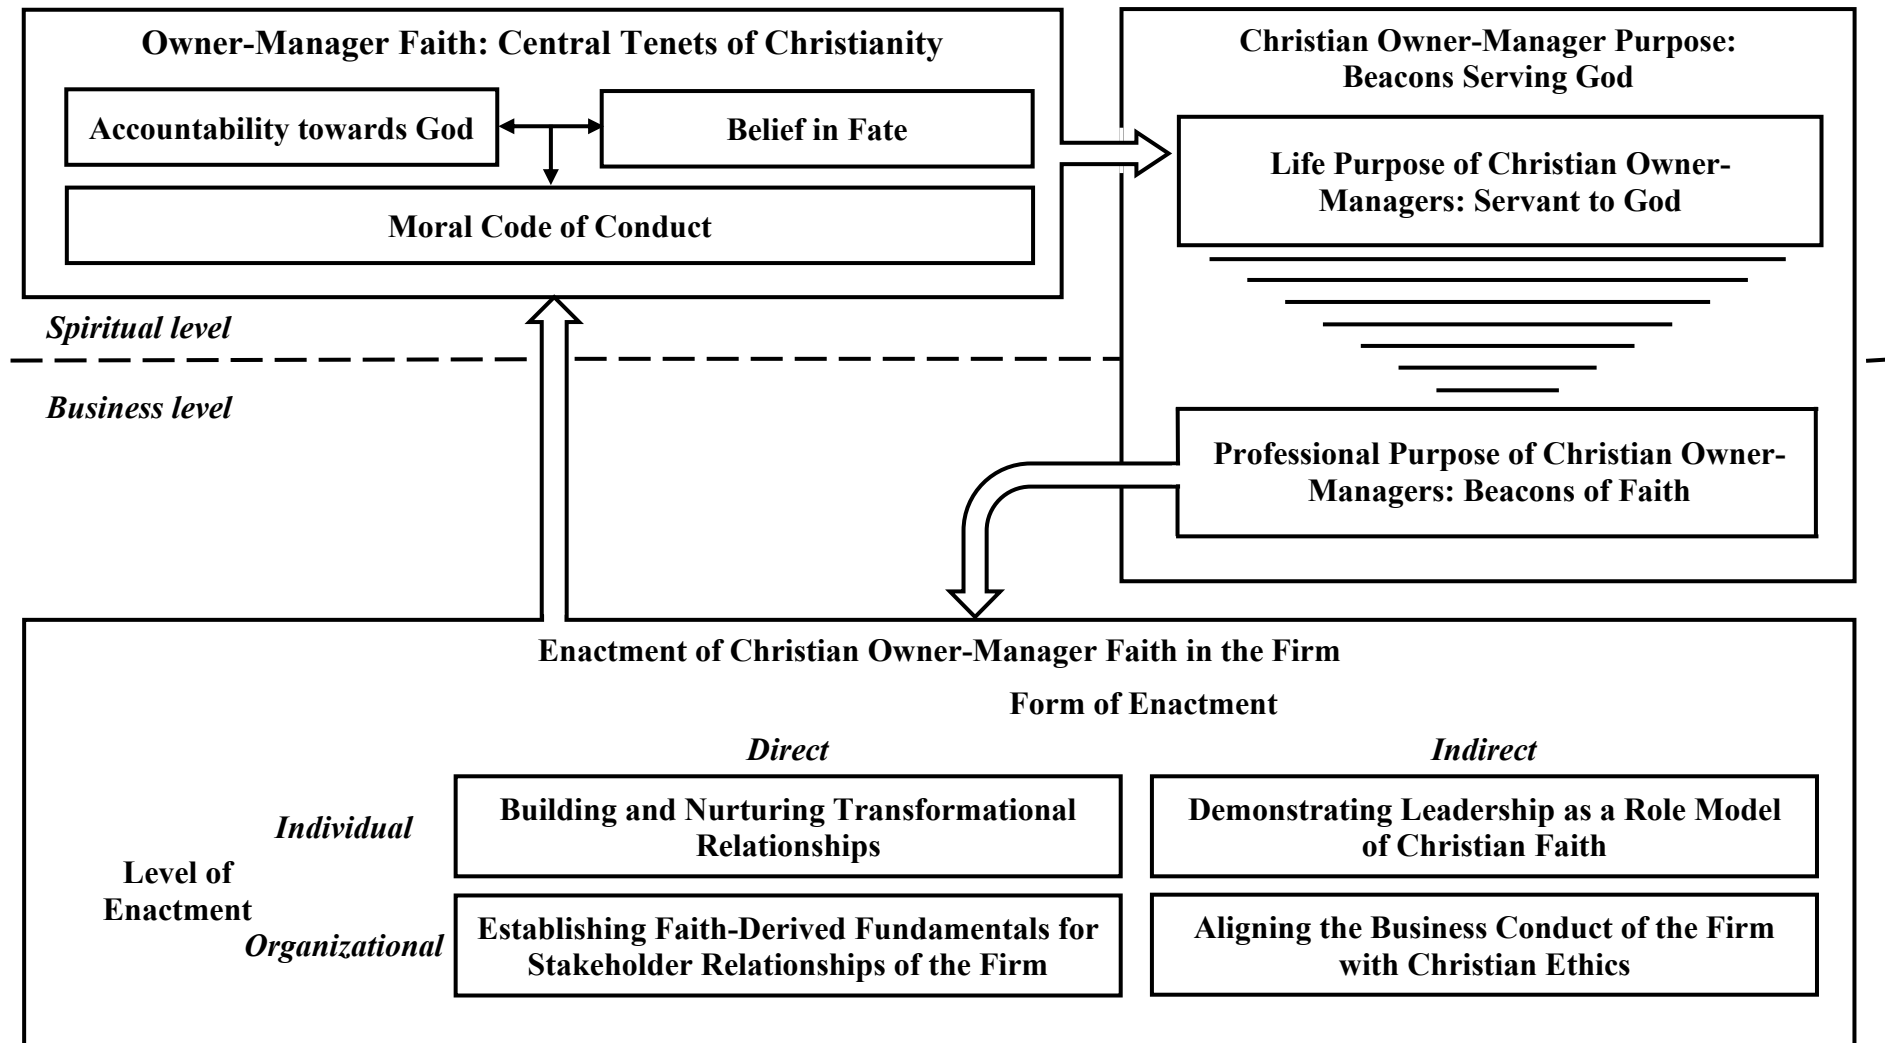 Owner-Manager Faith: Central Tenets of Christianity
Accountability towards God
Belief in Fate
Moral Code of Conduct
Christian Owner-Manager Purpose:
Beacons Serving God
Life Purpose of Christian Owner-
Managers: Servant to God
Spiritual level
Business level
Professional Purpose of Christian Owner-
Managers: Beacons of Faith
Enactment of Christian Owner-Manager Faith in the Firm
Form of Enactment
Direct
Indirect
Level of
Enactment
Individual
Building and Nurturing Transformational
Relationships
Demonstrating Leadership as a Role Model
of Christian Faith
Organizational
Establishing Faith-Derived Fundamentals for
Stakeholder Relationships of the Firm
Aligning the Business Conduct of the Firm
with Christian Ethics